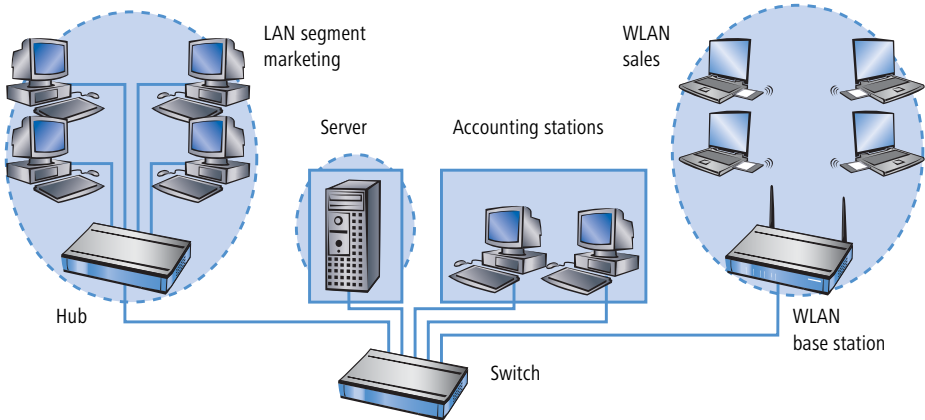 LAN segment
marketing
WLAN
sales
Server
Accounting stations
Hub
WLAN
base station
Switch